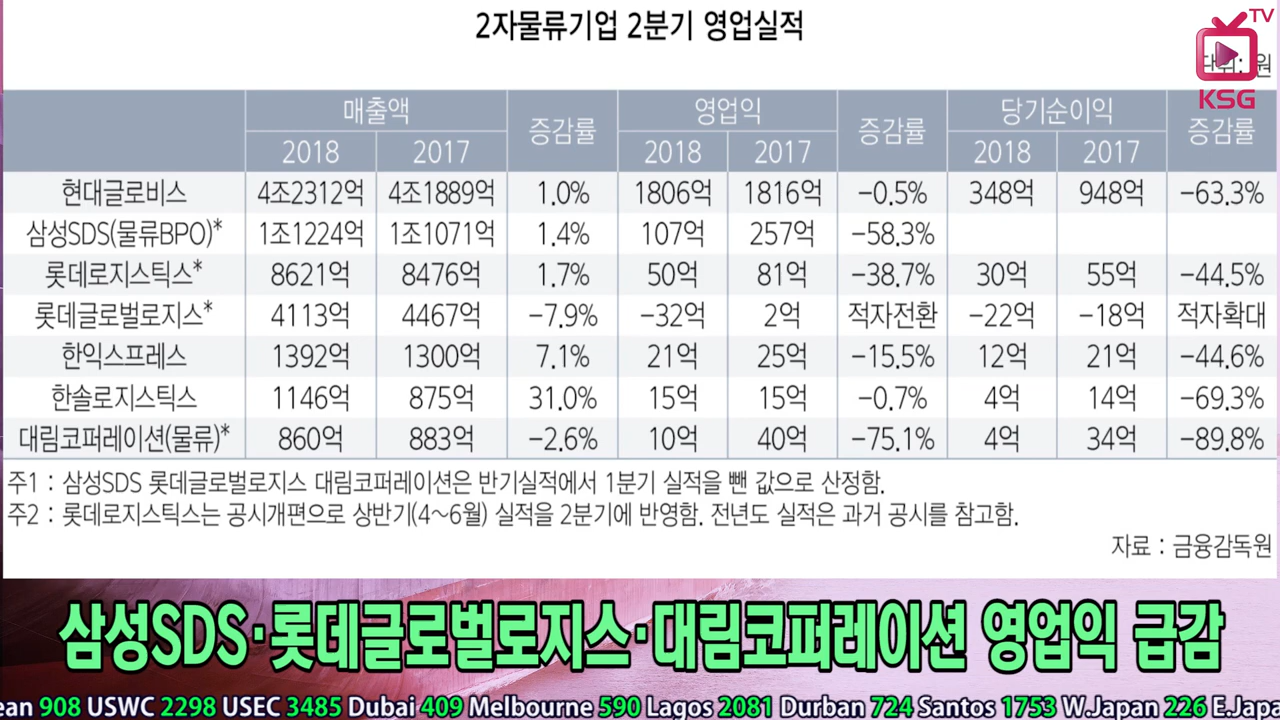 2자물류기업 2분기 영업실적
TV
KSG
단위: 원
매출액 증감률 영업익 증감률 당기순이익 증감률
2018 2017 2018 2017 2018 2017
현대글로비스 4조2312억 4조1889억 1.0% 1806억 1816억 -0.5% 348억 948억 -63.3%
삼성SDS(물류BPO)* 1조1224억 1조1071억 1.4% 107억 257억 -58.3%
롯데로지스틱스* 8621억 8476억 1.7% 50억 81억 -38.7% 30억 55억 -44.5%
롯데글로벌로지스* 4113억 4467억 -7.9% -32억 2억 적자전환 -22억 -18억 적자확대
한익스프레스 1392억 1300억 7.1% 21억 25억 -15.5% 12억 21억 -44.6%
한솔로지스틱스 1146억 875억 31.0% 15억 15억 -0.7% 4억 14억 -69.3%
대림코퍼레이션(물류)* 860억 883억 -2.6% 10억 40억 -75.1% 4억 34억 -89.8%
주1 : 삼성SDS 롯데글로벌로지스 대림코퍼레이션은 반기실적에서 1분기 실적을 뺀 값으로 산정함.
주2 : 롯데로지스틱스는 공시개편으로 상반기(4~6월) 실적을 2분기에 반영함. 전년도 실적은 과거 공시를 참고함.
자료 : 금융감독원
삼성SDS·롯데글로벌로지스·대림코퍼레이션 영업익 급감
ean 908 USWC 2298 USEC 3485 Dubai 409 Melbourne 590 Lagos 2081 Durban 724 Santos 1753 W.Japan 226 E.Japa